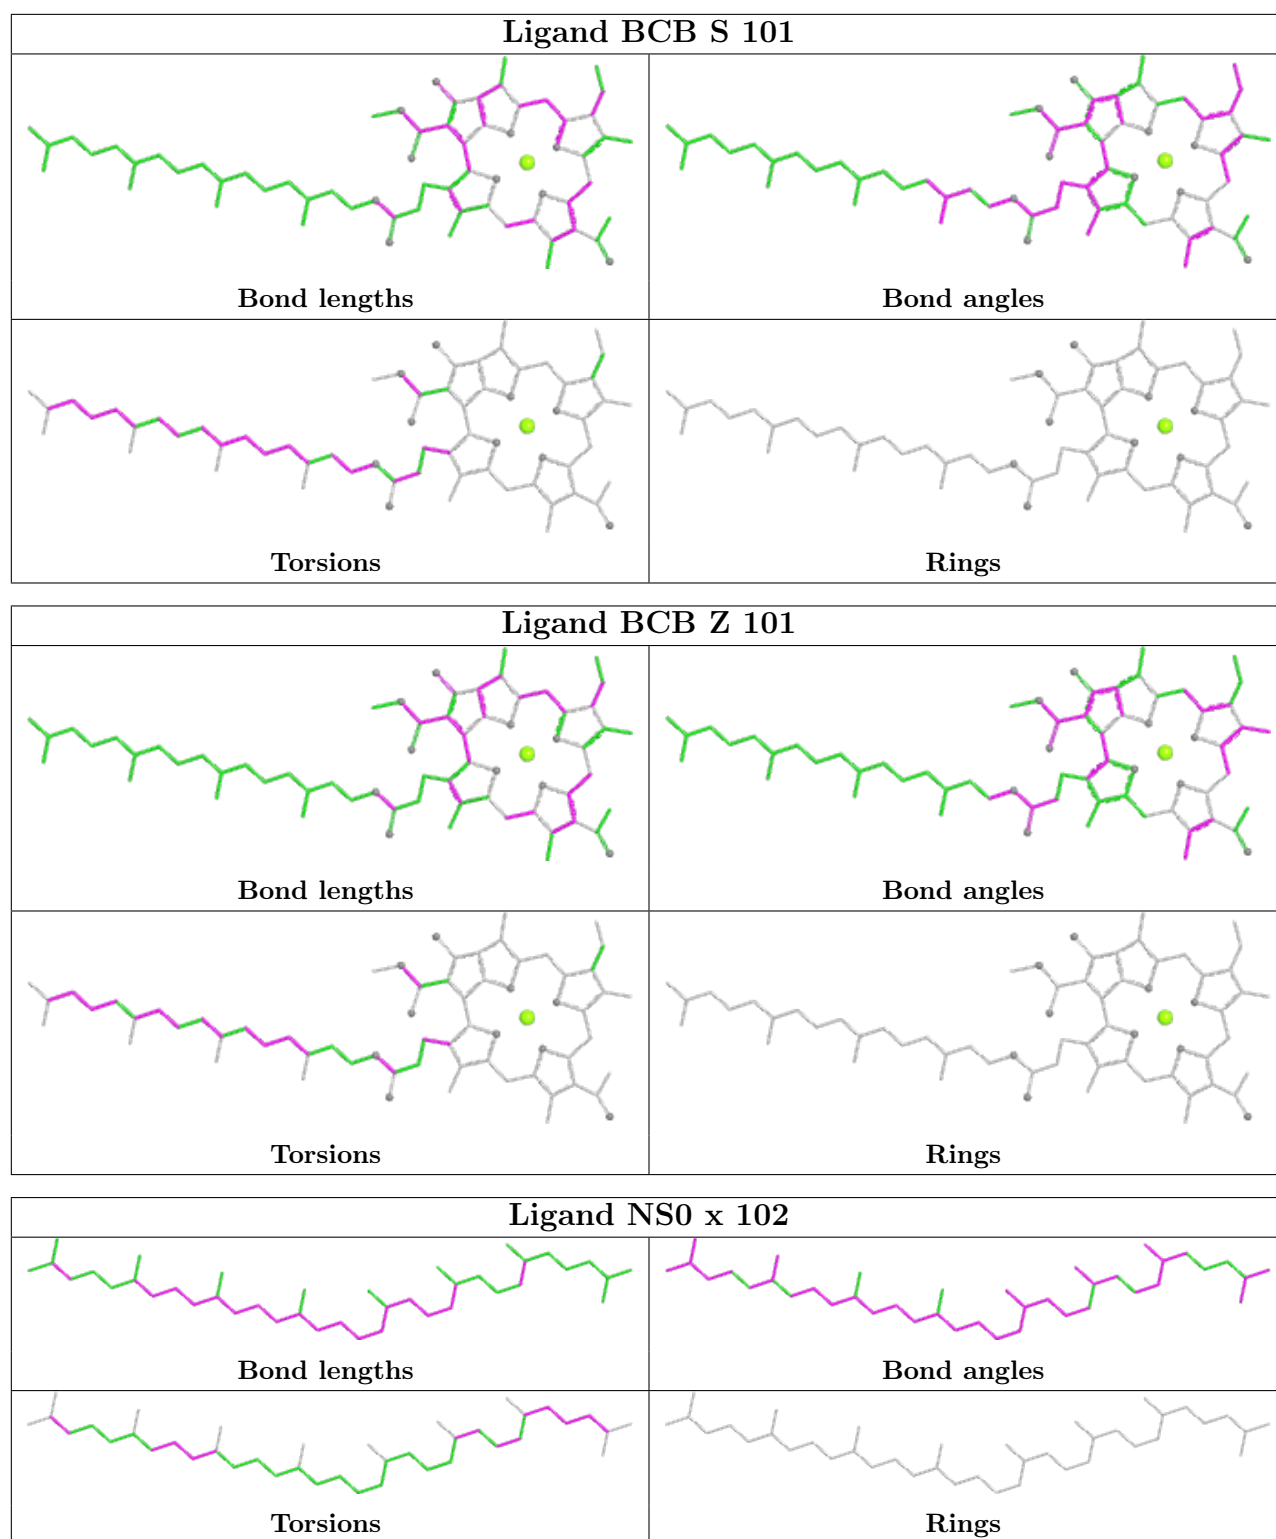 Ligand BCB S 101
Bond lengths
Bond angles
Torsions
Rings
Ligand BCB Z 101
Bond lengths
Bond angles
Torsions
Rings
Ligand NS0 x 102
Bond lengths
Bond angles
Torsions
Rings